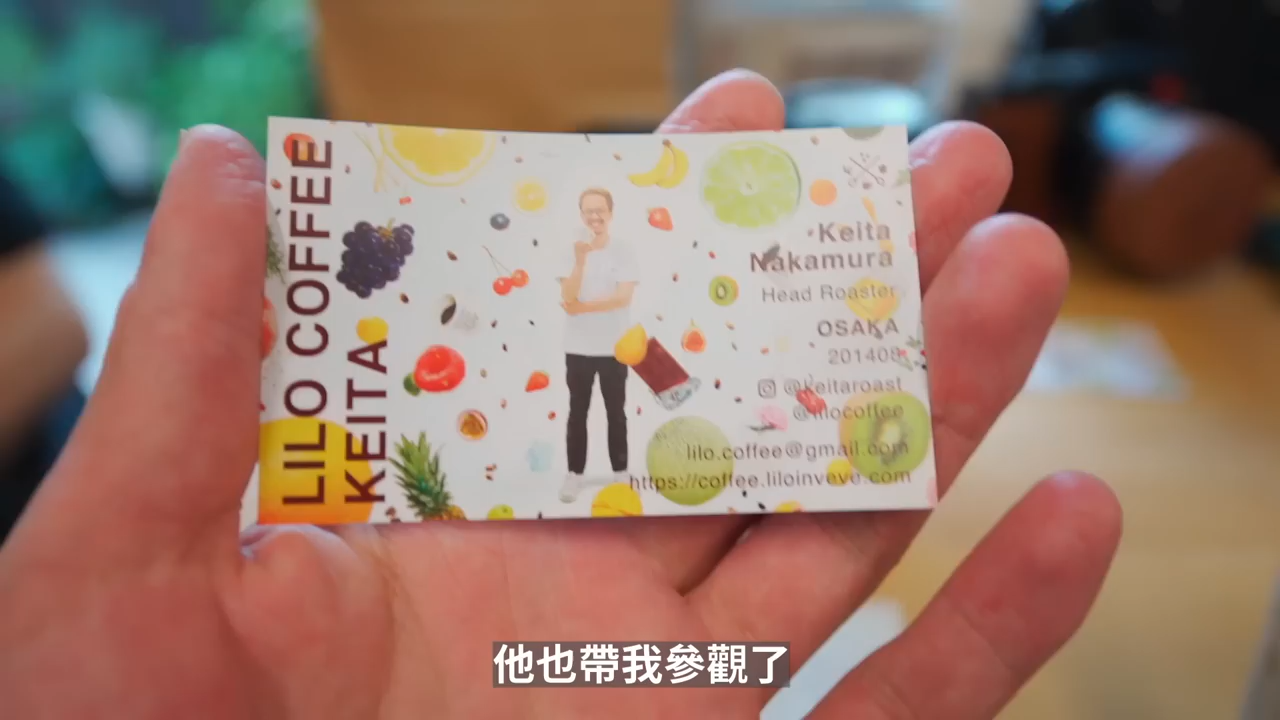 LILO COFFEE
KEITA
Keita
Nakamura
Head Roaster
OSAKA
201408
@keitaroast
@lilocoffee
lilo.coffee@gmail.com
https://coffee.liloinveve.com
他也帶我參觀了